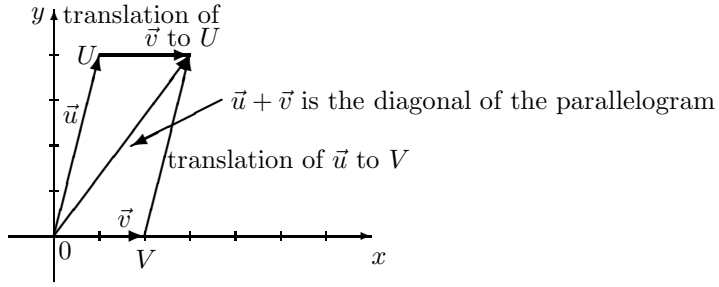 y translation of
v⃗ to U
U
u⃗
u⃗ + v⃗ is the diagonal of the parallelogram
translation of u⃗ to V
v⃗
0
V
x